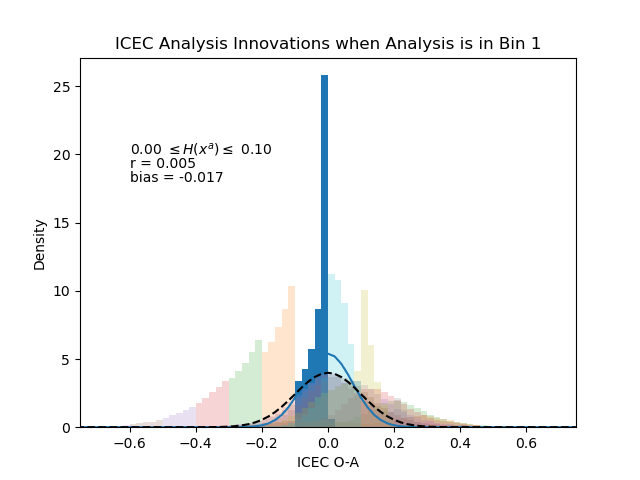 ICEC Analysis Innovations when Analysis is in Bin 1
25
20
15
10
5
0
Density
0.00 ≤ H(xᵃ) ≤ 0.10
r = 0.005
bias = -0.017
−0.6 −0.4 −0.2 0.0 0.2 0.4 0.6
ICEC O-A